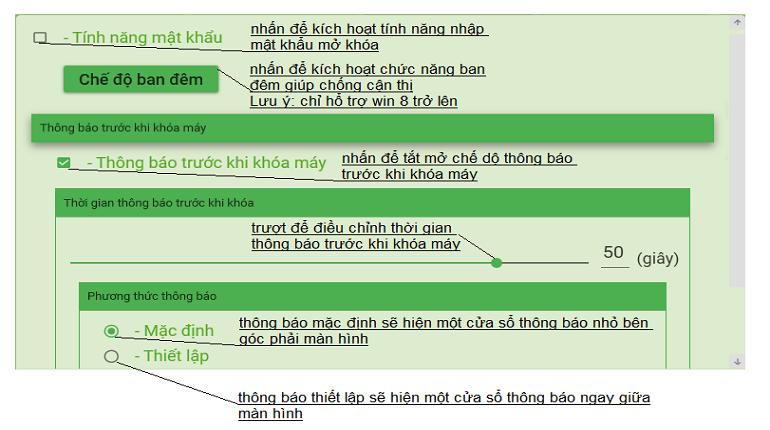 - Tính năng mật khẩu
nhấn để kích hoạt tính năng nhập
mật khẩu mở khóa
Chế độ ban đêm
nhấn để kích hoạt chức năng ban
đêm giúp chống cận thi
Lưu ý: chỉ hổ trợ win 8 trở lên
Thông báo trước khi khóa máy
- Thông báo trước khi khóa máy
nhấn để tắt mở chế dộ thông báo
trước khi khóa máy
Thời gian thông báo trước khi khóa
trượt để điều chỉnh thời gian
thông báo trước khi khóa máy
50 (giây)
Phương thức thông báo
- Mặc định
thông báo mặc định sẽ hiện một cửa sổ thông báo nhỏ bên
góc phải màn hình
- Thiết lập
thông báo thiết lập sẽ hiện một cửa sổ thông báo ngay giữa
màn hình